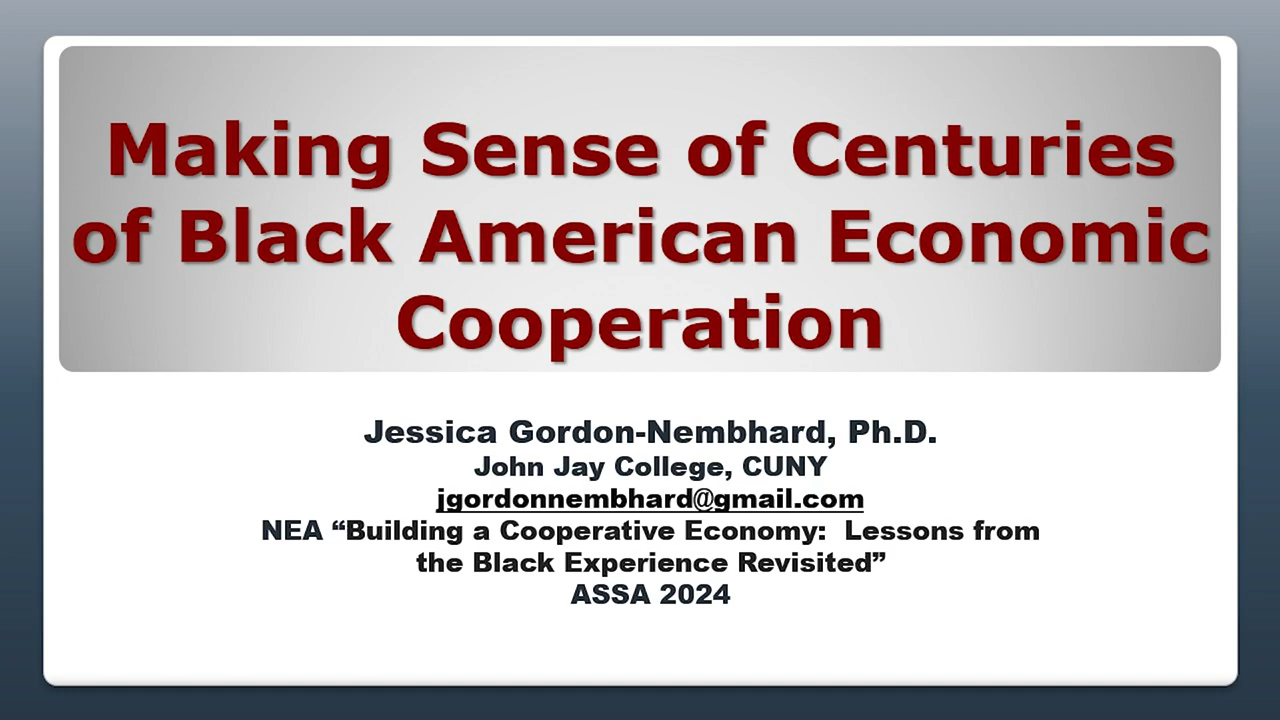 Making Sense of Centuries
of Black American Economic
Cooperation
Jessica Gordon-Nembhard, Ph.D.
John Jay College, CUNY
jgordonnembhard@gmail.com
NEA “Building a Cooperative Economy:  Lessons from
the Black Experience Revisited”
ASSA 2024